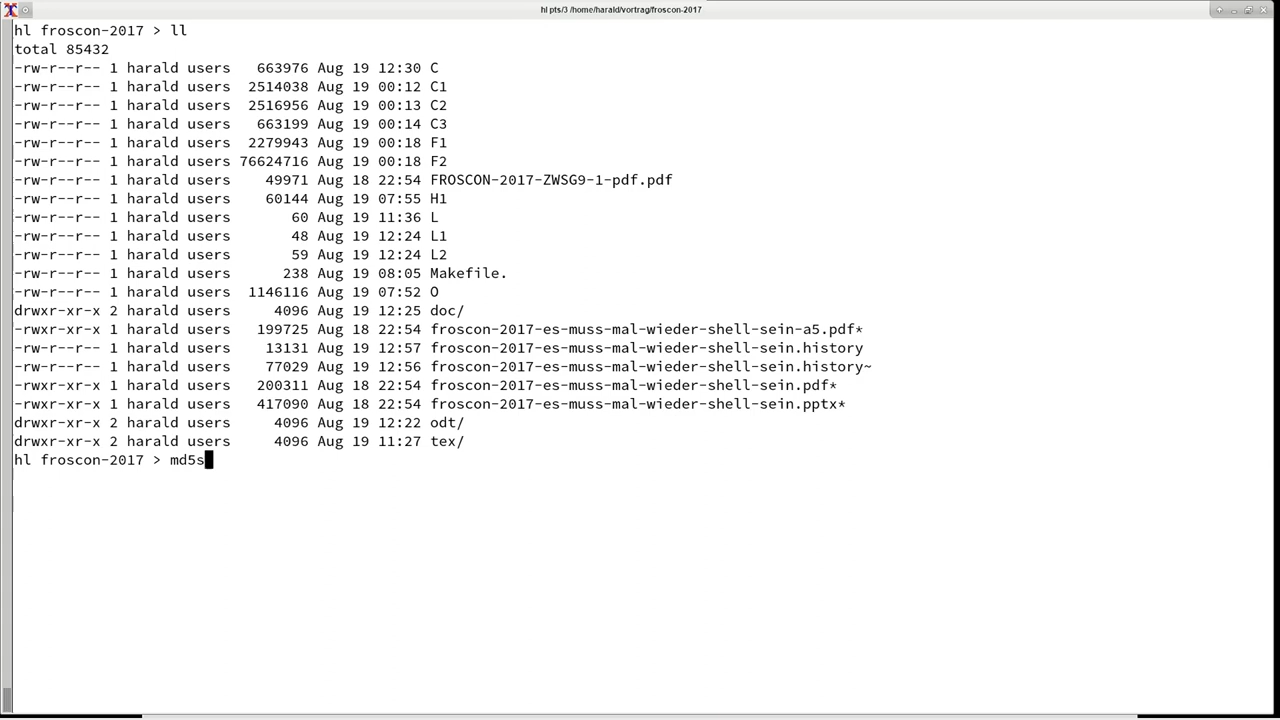 hl pts/3 /home/harald/vortrag/froscon-2017
hl froscon-2017 > ll
total 85432
-rw-r--r-- 1 harald users   663976 Aug 19 12:30 C
-rw-r--r-- 1 harald users  2514038 Aug 19 00:12 C1
-rw-r--r-- 1 harald users  2516956 Aug 19 00:13 C2
-rw-r--r-- 1 harald users   663199 Aug 19 00:14 C3
-rw-r--r-- 1 harald users  2279943 Aug 19 00:18 F1
-rw-r--r-- 1 harald users 76624716 Aug 19 00:18 F2
-rw-r--r-- 1 harald users    49971 Aug 18 22:54 FROSCON-2017-ZWSG9-1-pdf.pdf
-rw-r--r-- 1 harald users    60144 Aug 19 07:55 H1
-rw-r--r-- 1 harald users       60 Aug 19 11:36 L
-rw-r--r-- 1 harald users       48 Aug 19 12:24 L1
-rw-r--r-- 1 harald users       59 Aug 19 12:24 L2
-rw-r--r-- 1 harald users      238 Aug 19 08:05 Makefile.
-rw-r--r-- 1 harald users  1146116 Aug 19 07:52 O
drwxr-xr-x 2 harald users     4096 Aug 19 12:25 doc/
-rwxr-xr-x 1 harald users   199725 Aug 18 22:54 froscon-2017-es-muss-mal-wieder-shell-sein-a5.pdf*
-rw-r--r-- 1 harald users    13131 Aug 19 12:57 froscon-2017-es-muss-mal-wieder-shell-sein.history
-rw-r--r-- 1 harald users    77029 Aug 19 12:56 froscon-2017-es-muss-mal-wieder-shell-sein.history~
-rwxr-xr-x 1 harald users   200311 Aug 18 22:54 froscon-2017-es-muss-mal-wieder-shell-sein.pdf*
-rwxr-xr-x 1 harald users   417090 Aug 18 22:54 froscon-2017-es-muss-mal-wieder-shell-sein.pptx*
drwxr-xr-x 2 harald users     4096 Aug 19 12:22 odt/
drwxr-xr-x 2 harald users     4096 Aug 19 11:27 tex/
hl froscon-2017 > md5s